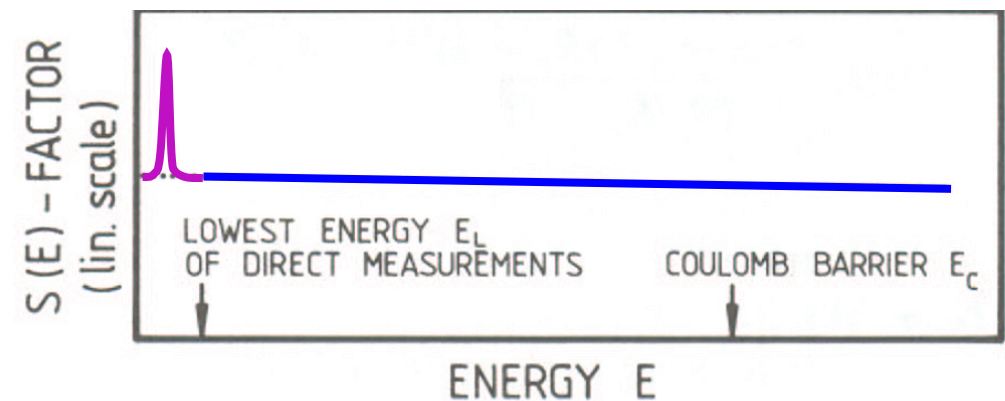 S(E)-FACTOR
(lin. scale)
LOWEST ENERGY E_L
OF DIRECT MEASUREMENTS
COULOMB BARRIER E_C
ENERGY E